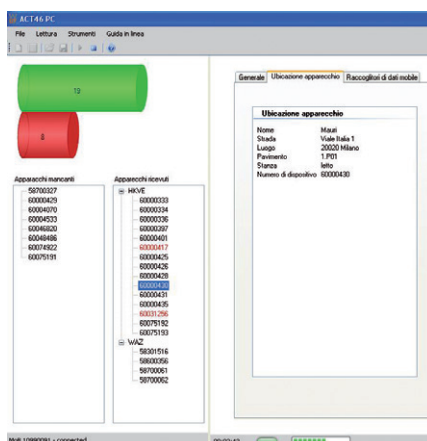 ACT46 PC
File Lettura Strumenti Guida in linea
19
8
Generale Ubicazione apparecchio Raccoglitori di dati mobile
Ubicazione apparecchio
Nome Mauri
Strada Viale Italia 1
Luogo 20020 Milano
Pavimento 1.P01
Stanza letto
Numero di dispositivo 60000430
Apparacchi mancanti
58700327
60000429
60004070
60004533
60046820
60048486
60074922
60075191
Apparecchi ricevuti
HKVE
60000333
60000334
60000336
60000397
60000401
60000417
60000425
60000426
60000428
60000430
60000431
60000435
60031256
60075192
60075193
WAZ
58301516
58600356
58700061
58700062